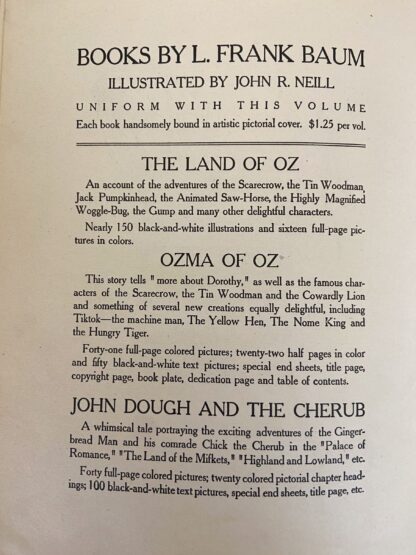 BOOKS BY L. FRANK BAUM
ILLUSTRATED BY JOHN R. NEILL
UNIFORM WITH THIS VOLUME
Each book handsomely bound in artistic pictorial cover. $1.25 per vol.
THE LAND OF OZ
An account of the adventures of the Scarecrow, the Tin Woodman,
Jack Pumpkinhead, the Animated Saw-Horse, the Highly Magnified
Woggle-Bug, the Gump and many other delightful characters.
Nearly 150 black-and-white illustrations and sixteen full-page pic-
tures in colors.
OZMA OF OZ
This story tells "more about Dorothy," as well as the famous char-
acters of the Scarecrow, the Tin Woodman and the Cowardly Lion
and something of several new creations equally delightful, including
Tiktok—the machine man, The Yellow Hen, The Nome King and
the Hungry Tiger.
Forty-one full-page colored pictures; twenty-two half pages in color
and fifty black-and-white text pictures; special end sheets, title page,
copyright page, book plate, dedication page and table of contents.
JOHN DOUGH AND THE CHERUB
A whimsical tale portraying the exciting adventures of the Ginger-
bread Man and his comrade Chick the Cherub in the "Palace of
Romance," "The Land of the Mifkets," "Highland and Lowland," etc.
Forty full-page colored pictures; twenty colored pictorial chapter head-
ings; 100 black-and-white text pictures, special end sheets, title page, etc.